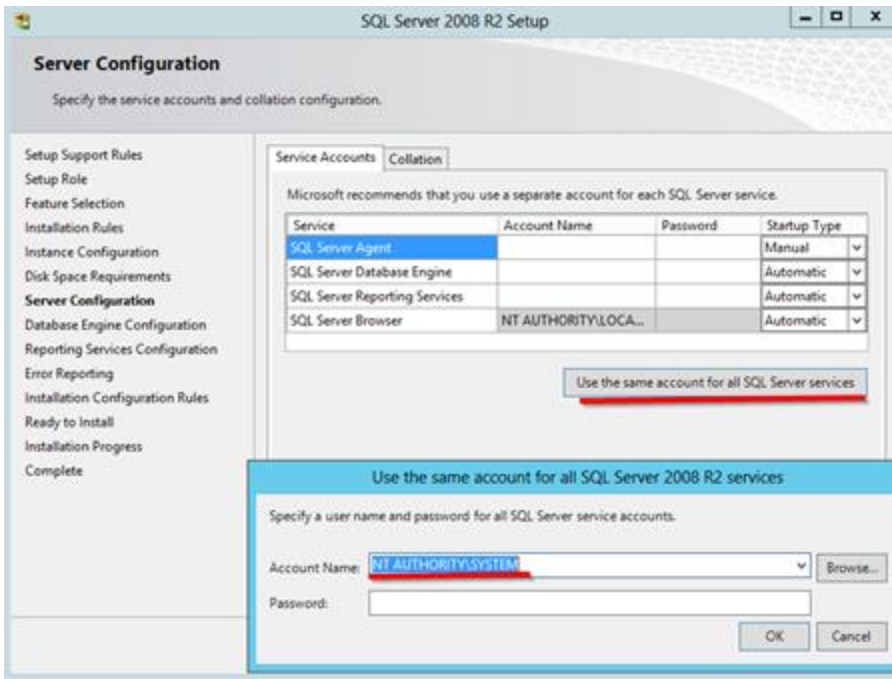 SQL Server 2008 R2 Setup
Server Configuration
Specify the service accounts and collation configuration.
Setup Support Rules
Setup Role
Feature Selection
Installation Rules
Instance Configuration
Disk Space Requirements
Server Configuration
Database Engine Configuration
Reporting Services Configuration
Error Reporting
Installation Configuration Rules
Ready to Install
Installation Progress
Complete
Service Accounts Collation
Microsoft recommends that you use a separate account for each SQL Server service.
Service Account Name Password Startup Type
SQL Server Agent Manual
SQL Server Database Engine Automatic
SQL Server Reporting Services Automatic
SQL Server Browser NT AUTHORITY\LOCA... Automatic
Use the same account for all SQL Server services
Use the same account for all SQL Server 2008 R2 services
Specify a user name and password for all SQL Server service accounts.
Account Name: NT AUTHORITY\SYSTEM Browse...
Password:
OK Cancel